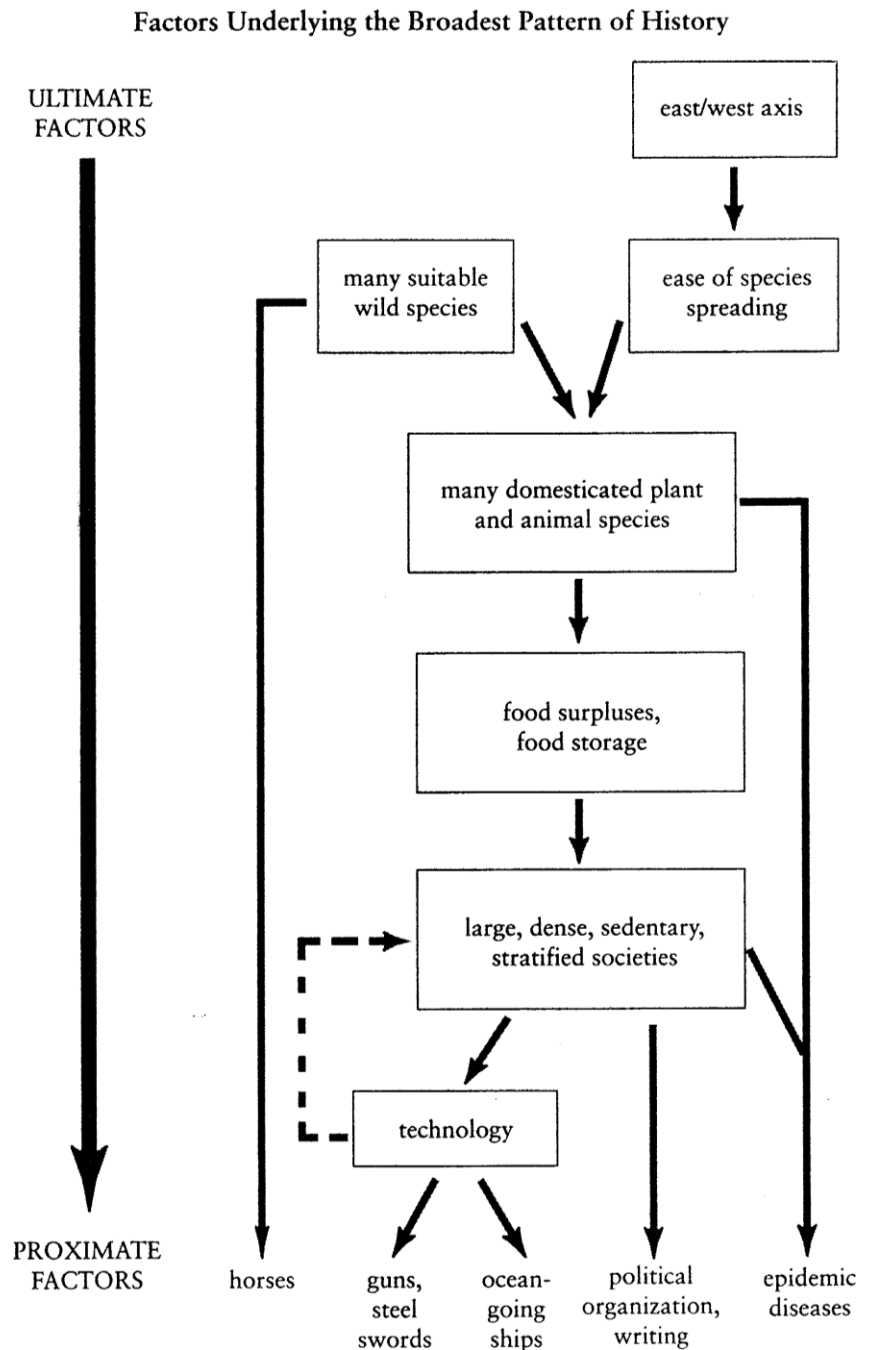 Factors Underlying the Broadest Pattern of History
ULTIMATE
FACTORS
east/west axis
many suitable
wild species
ease of species
spreading
many domesticated plant
and animal species
food surpluses,
food storage
large, dense, sedentary,
stratified societies
technology
PROXIMATE
FACTORS
horses
guns,
steel
swords
ocean-
going
ships
political
organization,
writing
epidemic
diseases